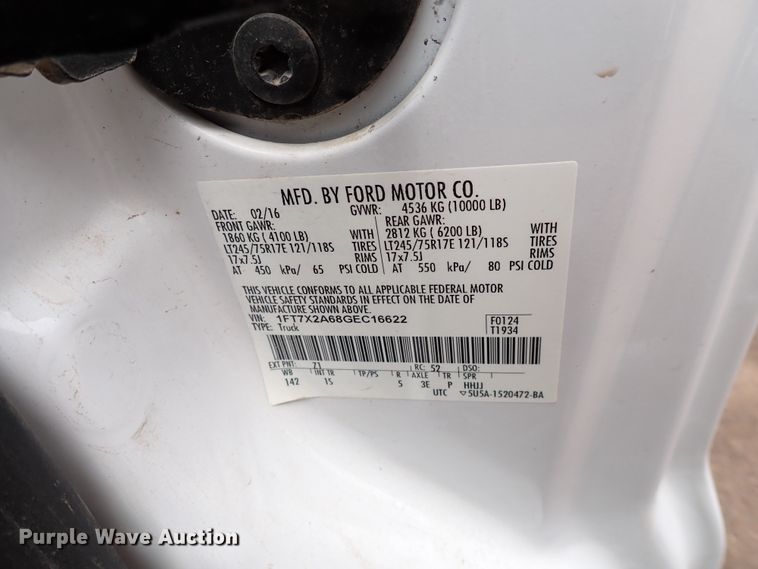 MFD. BY FORD MOTOR CO.
DATE: 02/16 GVWR: 4536 KG (10000 LB)
FRONT GAWR: REAR GAWR:
1860 KG ( 4100 LB) WITH 2812 KG ( 6200 LB) WITH
LT245/75R17E 121/118S TIRES LT245/75R17E 121/118S TIRES
17x7.5J RIMS 17x7.5J RIMS
AT 450 kPa/ 65 PSI COLD AT 550 kPa/ 80 PSI COLD
THIS VEHICLE CONFORMS TO ALL APPLICABLE FEDERAL MOTOR
VEHICLE SAFETY STANDARDS IN EFFECT ON THE DATE OF
MANUFACTURE SHOWN ABOVE.
VIN: 1FT7X2A68GEC16622 F0124
TYPE: Truck T1934
EXT PNT: Z1 RC: 52 DSO:
WB INT TR TP/PS R AXLE TR SPR
142 1S 5 3E P HHJJ
UTC ▽5U5A-1520472-BA
Purple Wave Auction